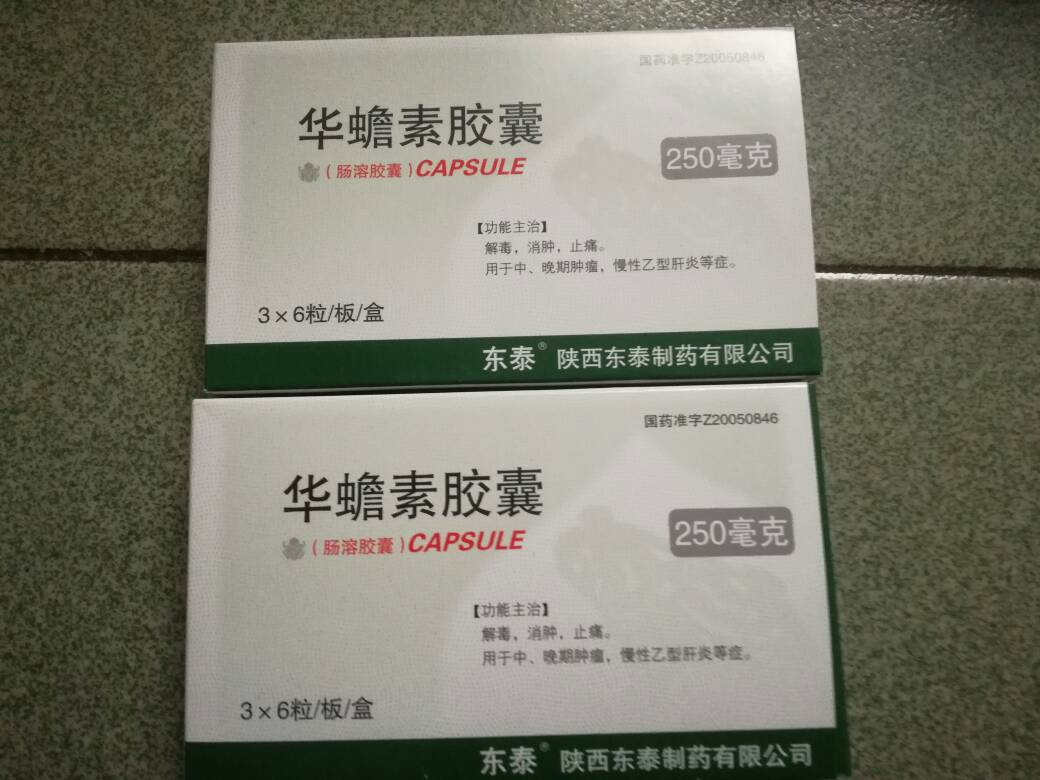 国药准字Z20050846
华蟾素胶囊
（肠溶胶囊）CAPSULE
250毫克
【功能主治】
解毒，消肿，止痛。
用于中、晚期肿瘤，慢性乙型肝炎等症。
3×6粒/板/盒
东泰® 陕西东泰制药有限公司
国药准字Z20050846
华蟾素胶囊
（肠溶胶囊）CAPSULE
250毫克
【功能主治】
解毒，消肿，止痛。
用于中、晚期肿瘤，慢性乙型肝炎等症。
3×6粒/板/盒
东泰® 陕西东泰制药有限公司